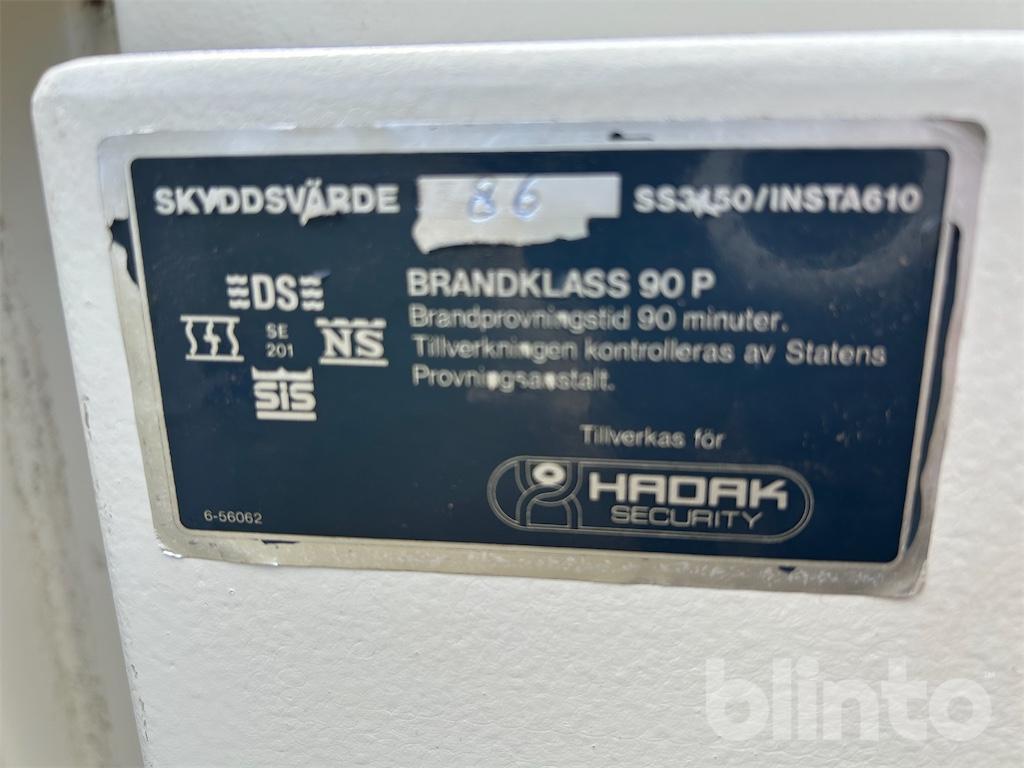 SKYDDSVÄRDE 86 SS3150/INSTA610
DS
SE
201
NS
SIS
BRANDKLASS 90 P
Brandprovningstid 90 minuter.
Tillverkningen kontrolleras av Statens
Provningsanstalt.
Tillverkas för
HADAK
SECURITY
6-56062
blinto